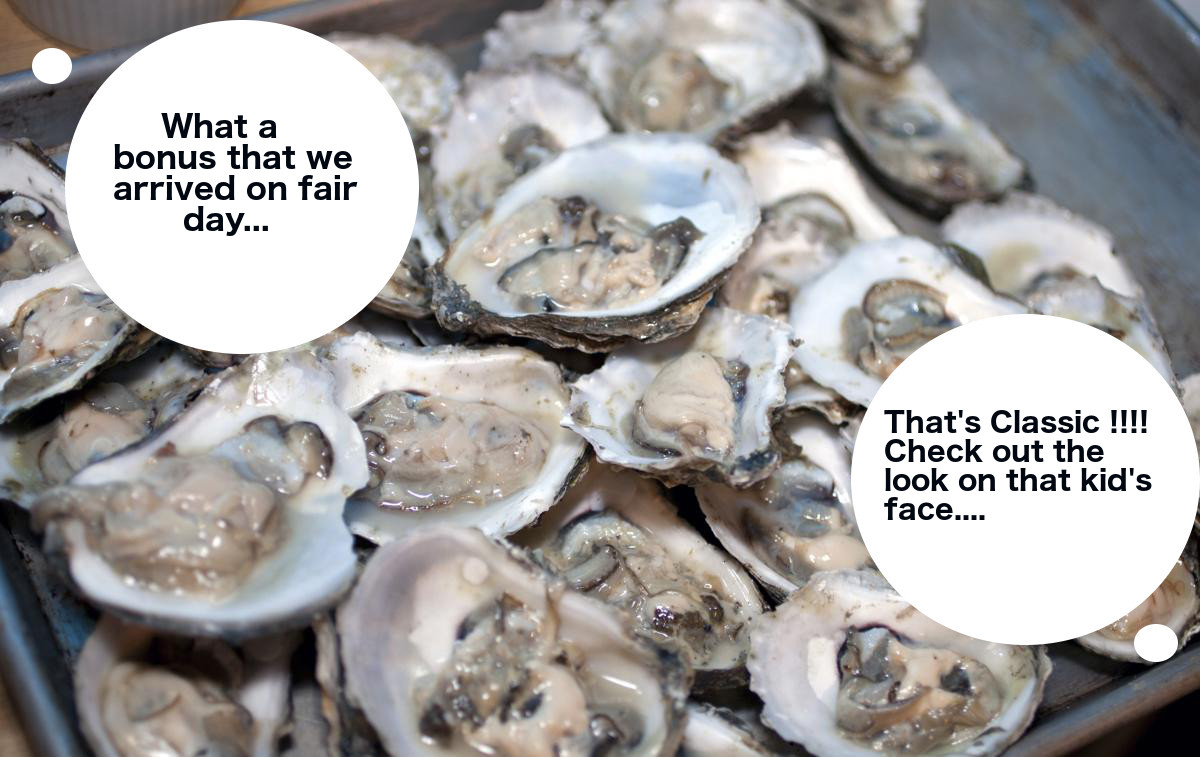 What a
bonus that we
arrived on fair
day...
That's Classic !!!!
Check out the
look on that kid's
face....